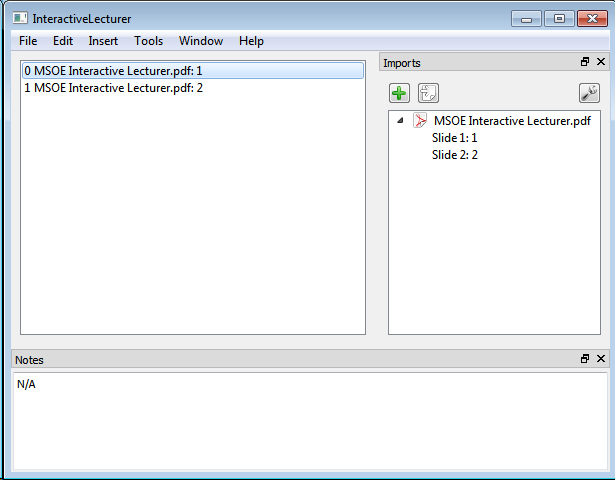 InteractiveLecturer
File Edit Insert Tools Window Help
0 MSOE Interactive Lecturer.pdf: 1
1 MSOE Interactive Lecturer.pdf: 2
Imports
MSOE Interactive Lecturer.pdf
Slide 1: 1
Slide 2: 2
Notes
N/A